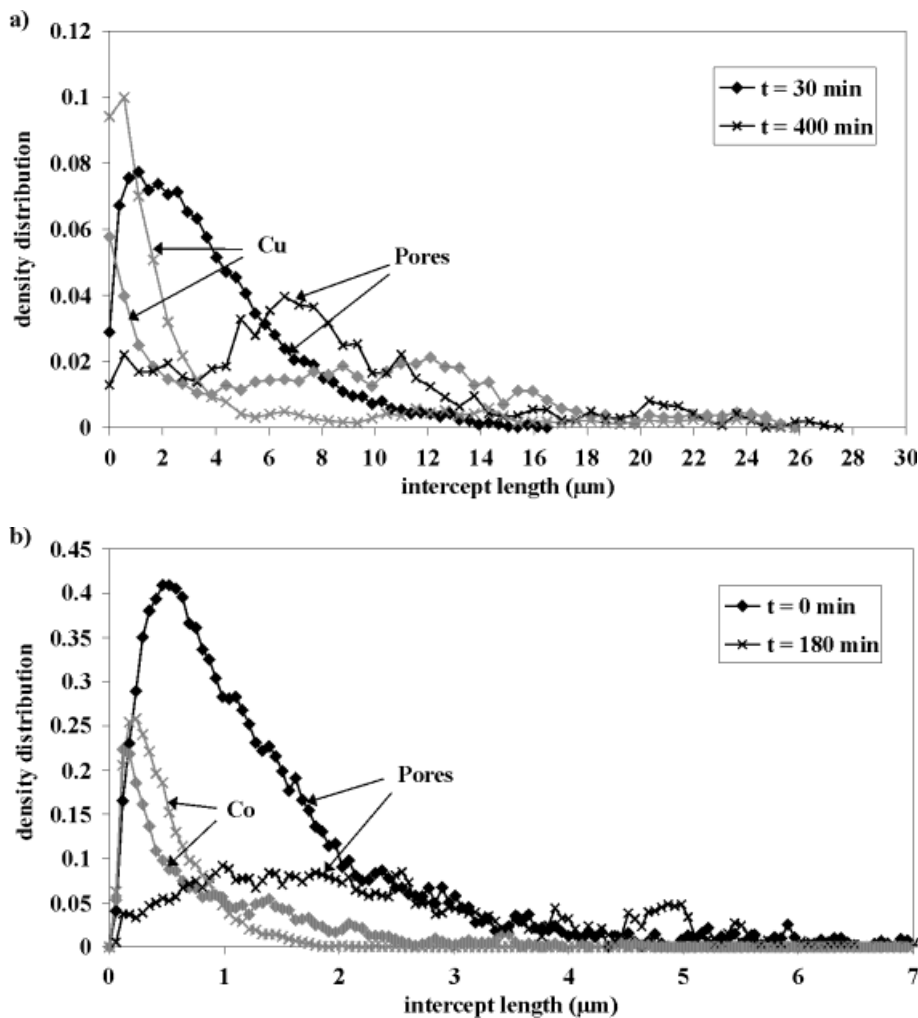 a)
0.12
0.1
0.08
0.06
0.04
0.02
0
density distribution
t = 30 min
t = 400 min
Cu
Pores
0 2 4 6 8 10 12 14 16 18 20 22 24 26 28 30
intercept length (μm)
b)
0.45
0.4
0.35
0.3
0.25
0.2
0.15
0.1
0.05
0
density distribution
t = 0 min
t = 180 min
Pores
Co
0 1 2 3 4 5 6 7
intercept length (μm)